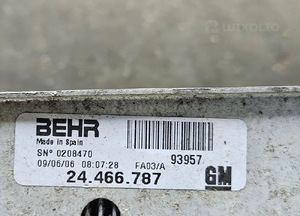 BEHR
Made in Spain
SN° 0208470
93957
09/06/06 08:07:28 FA03/A
24.466.787
GM